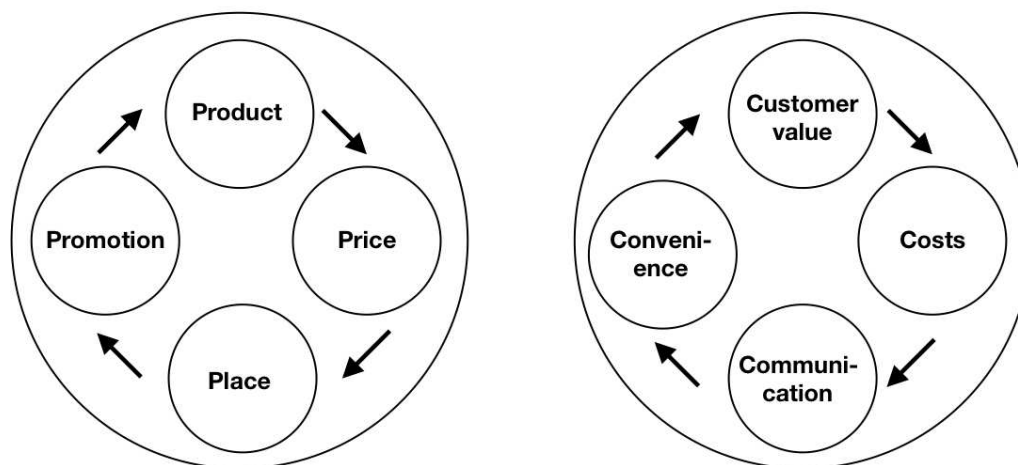 Product
Promotion
Price
Place
Customer
value
Conveni-
ence
Costs
Communi-
cation